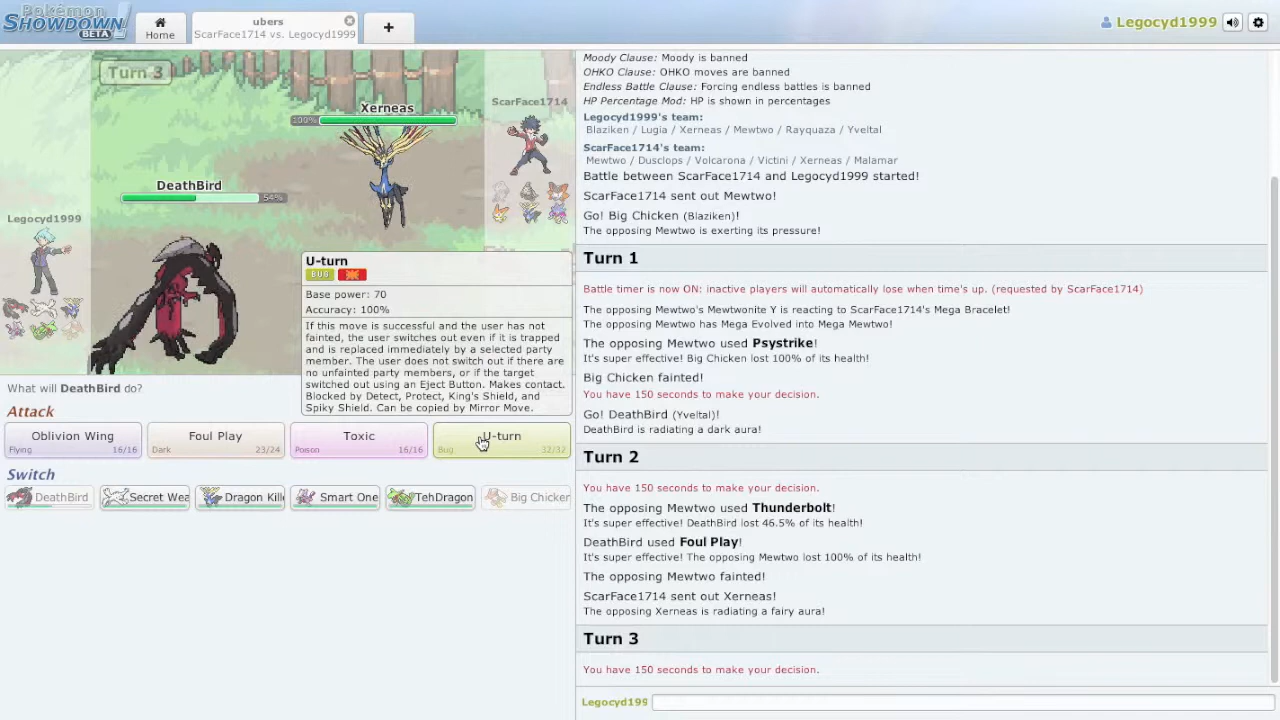 Pokémon
SHOWDOWN!
BETA
Home
ubers
ScarFace1714 vs. Legocyd1999
+
Legocyd1999
Turn 3
Xerneas
100%
ScarFace1714
DeathBird
54%
Legocyd1999
U-turn
BUG
Base power: 70
Accuracy: 100%
If this move is successful and the user has not
fainted, the user switches out even if it is trapped
and is replaced immediately by a selected party
member. The user does not switch out if there are
no unfainted party members, or if the target
switched out using an Eject Button. Makes contact.
Blocked by Detect, Protect, King's Shield, and
Spiky Shield. Can be copied by Mirror Move.
What will DeathBird do?
Attack
Oblivion Wing
Flying 16/16
Foul Play
Dark 23/24
Toxic
Poison 16/16
U-turn
Bug 32/32
Switch
DeathBird
Secret Wea
Dragon Kill
Smart One
TehDragon
Big Chicken
Moody Clause: Moody is banned
OHKO Clause: OHKO moves are banned
Endless Battle Clause: Forcing endless battles is banned
HP Percentage Mod: HP is shown in percentages
Legocyd1999's team:
Blaziken / Lugia / Xerneas / Mewtwo / Rayquaza / Yveltal
ScarFace1714's team:
Mewtwo / Dusclops / Volcarona / Victini / Xerneas / Malamar
Battle between ScarFace1714 and Legocyd1999 started!
ScarFace1714 sent out Mewtwo!
Go! Big Chicken (Blaziken)!
The opposing Mewtwo is exerting its pressure!
Turn 1
Battle timer is now ON: inactive players will automatically lose when time's up. (requested by ScarFace1714)
The opposing Mewtwo's Mewtwonite Y is reacting to ScarFace1714's Mega Bracelet!
The opposing Mewtwo has Mega Evolved into Mega Mewtwo!
The opposing Mewtwo used Psystrike!
It's super effective! Big Chicken lost 100% of its health!
Big Chicken fainted!
You have 150 seconds to make your decision.
Go! DeathBird (Yveltal)!
DeathBird is radiating a dark aura!
Turn 2
You have 150 seconds to make your decision.
The opposing Mewtwo used Thunderbolt!
It's super effective! DeathBird lost 46.5% of its health!
DeathBird used Foul Play!
It's super effective! The opposing Mewtwo lost 100% of its health!
The opposing Mewtwo fainted!
ScarFace1714 sent out Xerneas!
The opposing Xerneas is radiating a fairy aura!
Turn 3
You have 150 seconds to make your decision.
Legocyd199